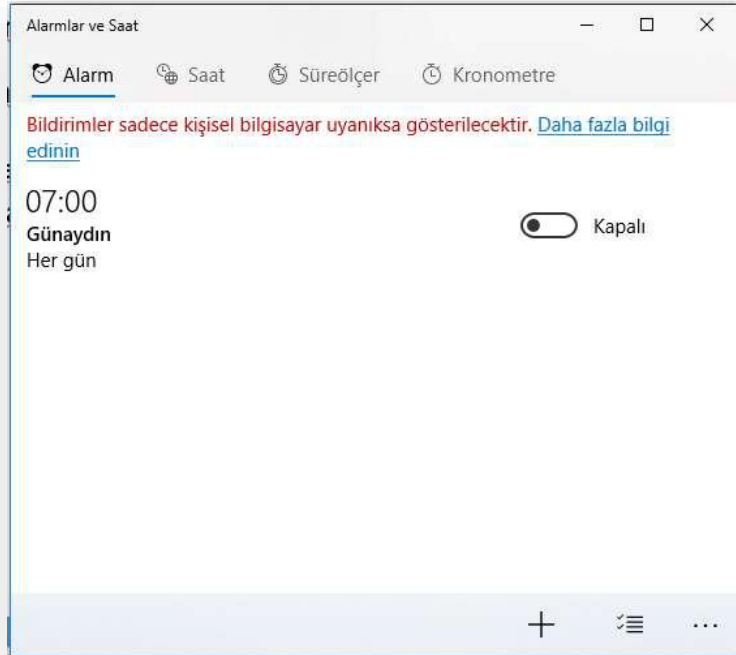 Alarmlar ve Saat
Alarm Saat Süreölçer Kronometre
Bildirimler sadece kişisel bilgisayar uyanıksa gösterilecektir. Daha fazla bilgi
edinin
07:00
Günaydın
Kapalı
Her gün